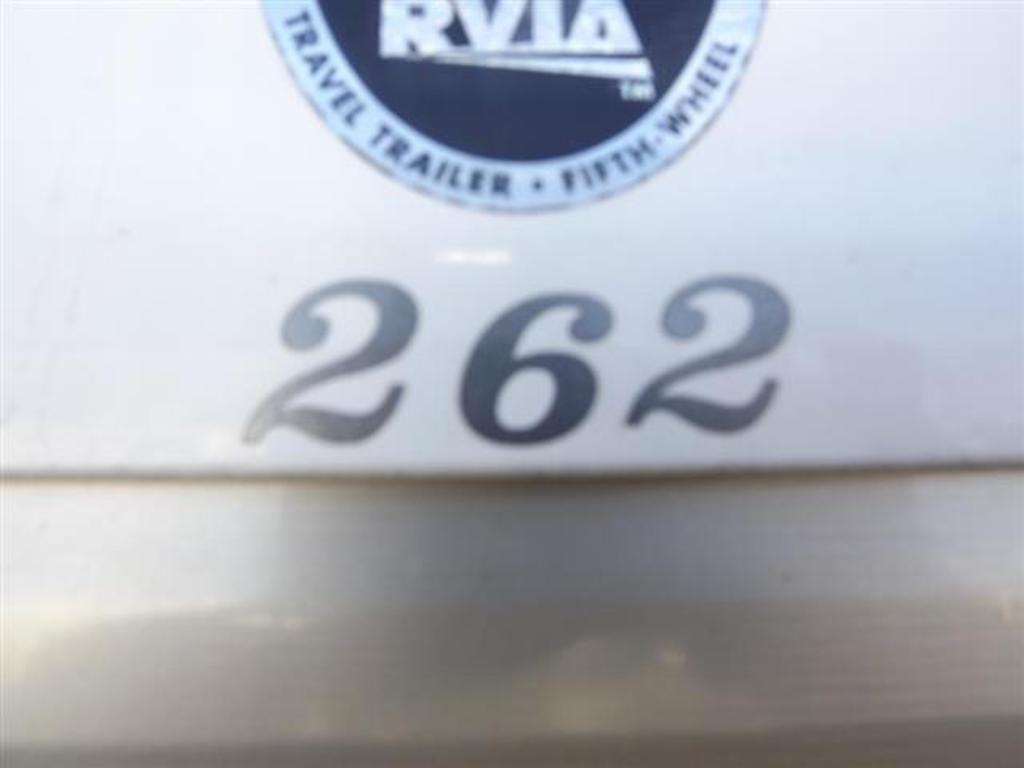 RVIA
TM
TRAVEL TRAILER • FIFTH-WHEEL
262